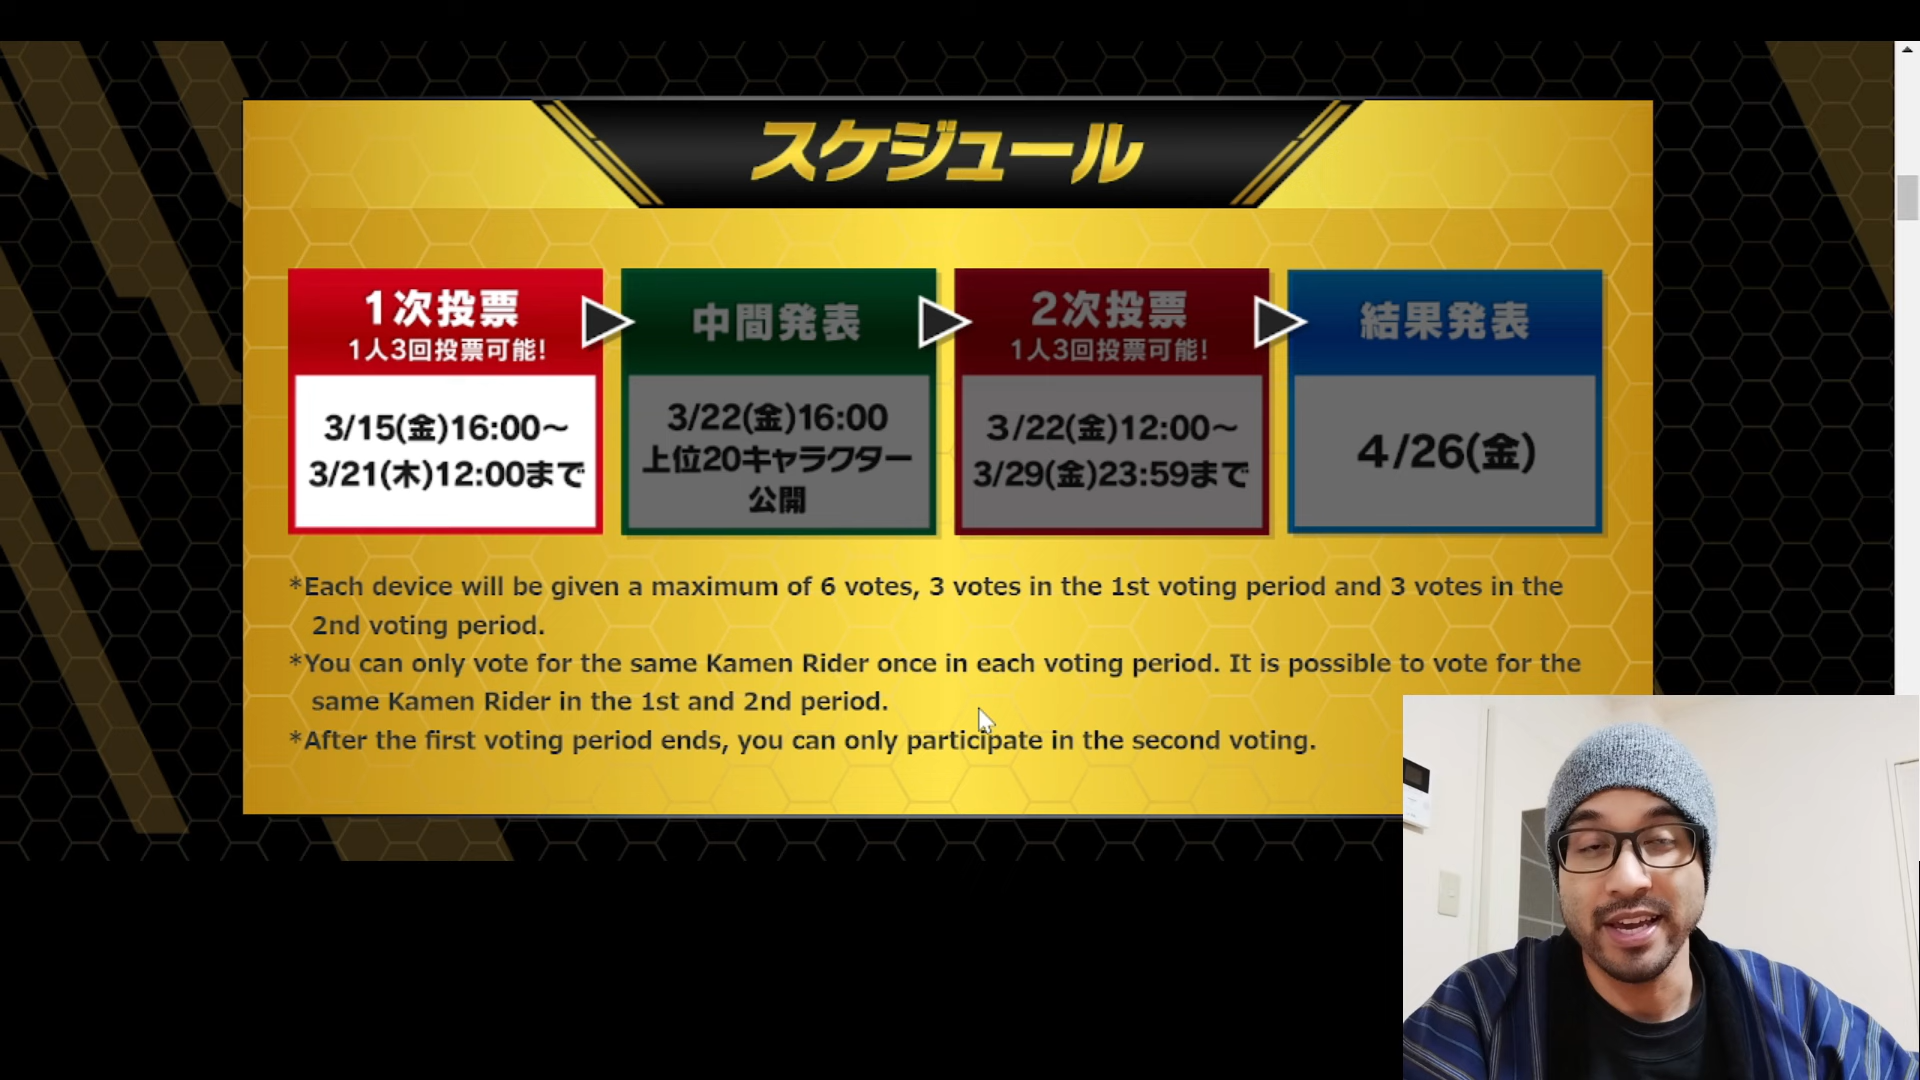 スケジュール
1次投票
1人3回投票可能!
3/15(金)16:00～
3/21(木)12:00まで
中間発表
3/22(金)16:00
上位20キャラクター
公開
2次投票
1人3回投票可能!
3/22(金)12:00～
3/29(金)23:59まで
結果発表
4/26(金)
*Each device will be given a maximum of 6 votes, 3 votes in the 1st voting period and 3 votes in the
2nd voting period.
*You can only vote for the same Kamen Rider once in each voting period. It is possible to vote for the
same Kamen Rider in the 1st and 2nd period.
*After the first voting period ends, you can only participate in the second voting.